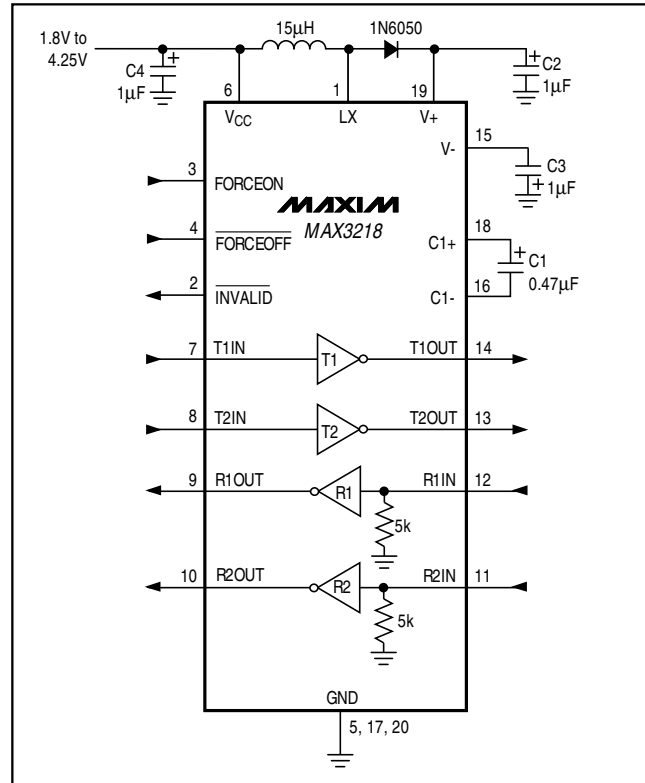 1.8V to
4.25V
15µH
1N6050
C4
1µF
+
6
1
19
+
C2
1µF
VCC
LX
V+
V-
15
C3
1µF
+
3
FORCEON
MAXIM
MAX3218
4
FORCEOFF
C1+
18
+
C1
0.47µF
2
INVALID
C1-
16
7
T1IN
T1
T1OUT
14
8
T2IN
T2
T2OUT
13
9
R1OUT
R1
R1IN
12
5k
10
R2OUT
R2
R2IN
11
5k
GND
5, 17, 20